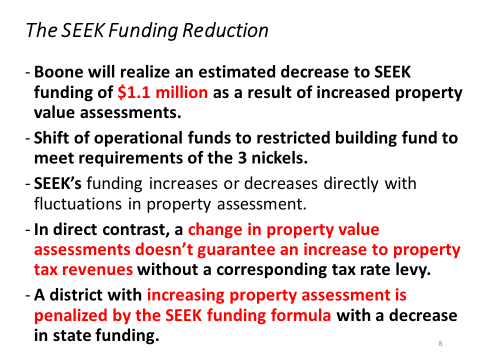 The SEEK Funding Reduction
- Boone will realize an estimated decrease to SEEK
funding of $1.1 million as a result of increased property
value assessments.
- Shift of operational funds to restricted building fund to
meet requirements of the 3 nickels.
- SEEK's funding increases or decreases directly with
fluctuations in property assessment.
- In direct contrast, a change in property value
assessments doesn't guarantee an increase to property
tax revenues without a corresponding tax rate levy.
- A district with increasing property assessment is
penalized by the SEEK funding formula with a decrease
in state funding.
8